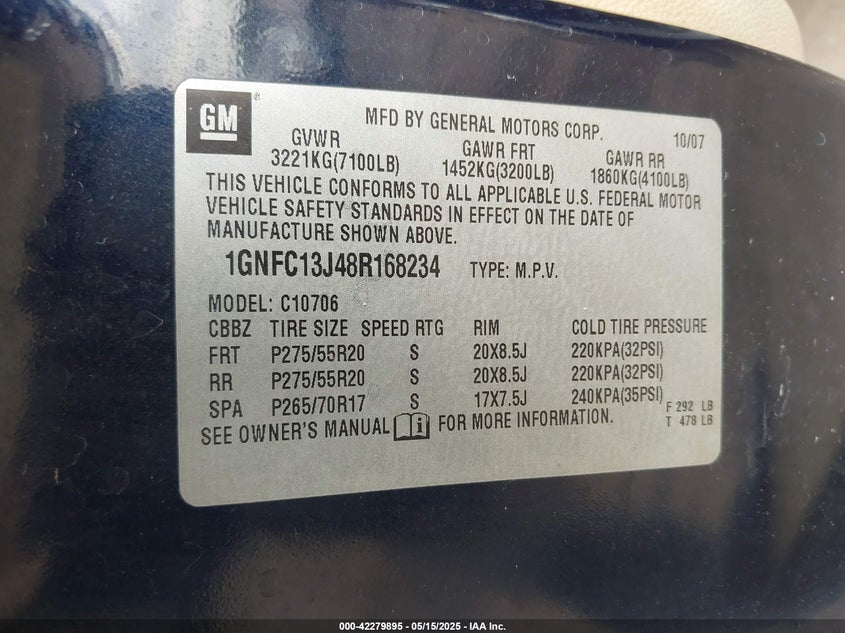 GM®
MFD BY GENERAL MOTORS CORP. 10/07
GVWR GAWR FRT GAWR RR
3221KG(7100LB) 1452KG(3200LB) 1860KG(4100LB)
THIS VEHICLE CONFORMS TO ALL APPLICABLE U.S. FEDERAL MOTOR
VEHICLE SAFETY STANDARDS IN EFFECT ON THE DATE OF
MANUFACTURE SHOWN ABOVE.
1GNFC13J48R168234 TYPE: M.P.V.
MODEL: C10706
CBBZ TIRE SIZE SPEED RTG RIM COLD TIRE PRESSURE
FRT P275/55R20 S 20X8.5J 220KPA(32PSI)
RR P275/55R20 S 20X8.5J 220KPA(32PSI)
SPA P265/70R17 S 17X7.5J 240KPA(35PSI)
F 292 LB
T 478 LB
SEE OWNER'S MANUAL i FOR MORE INFORMATION.
000-42279895 - 05/15/2025 - IAA Inc.